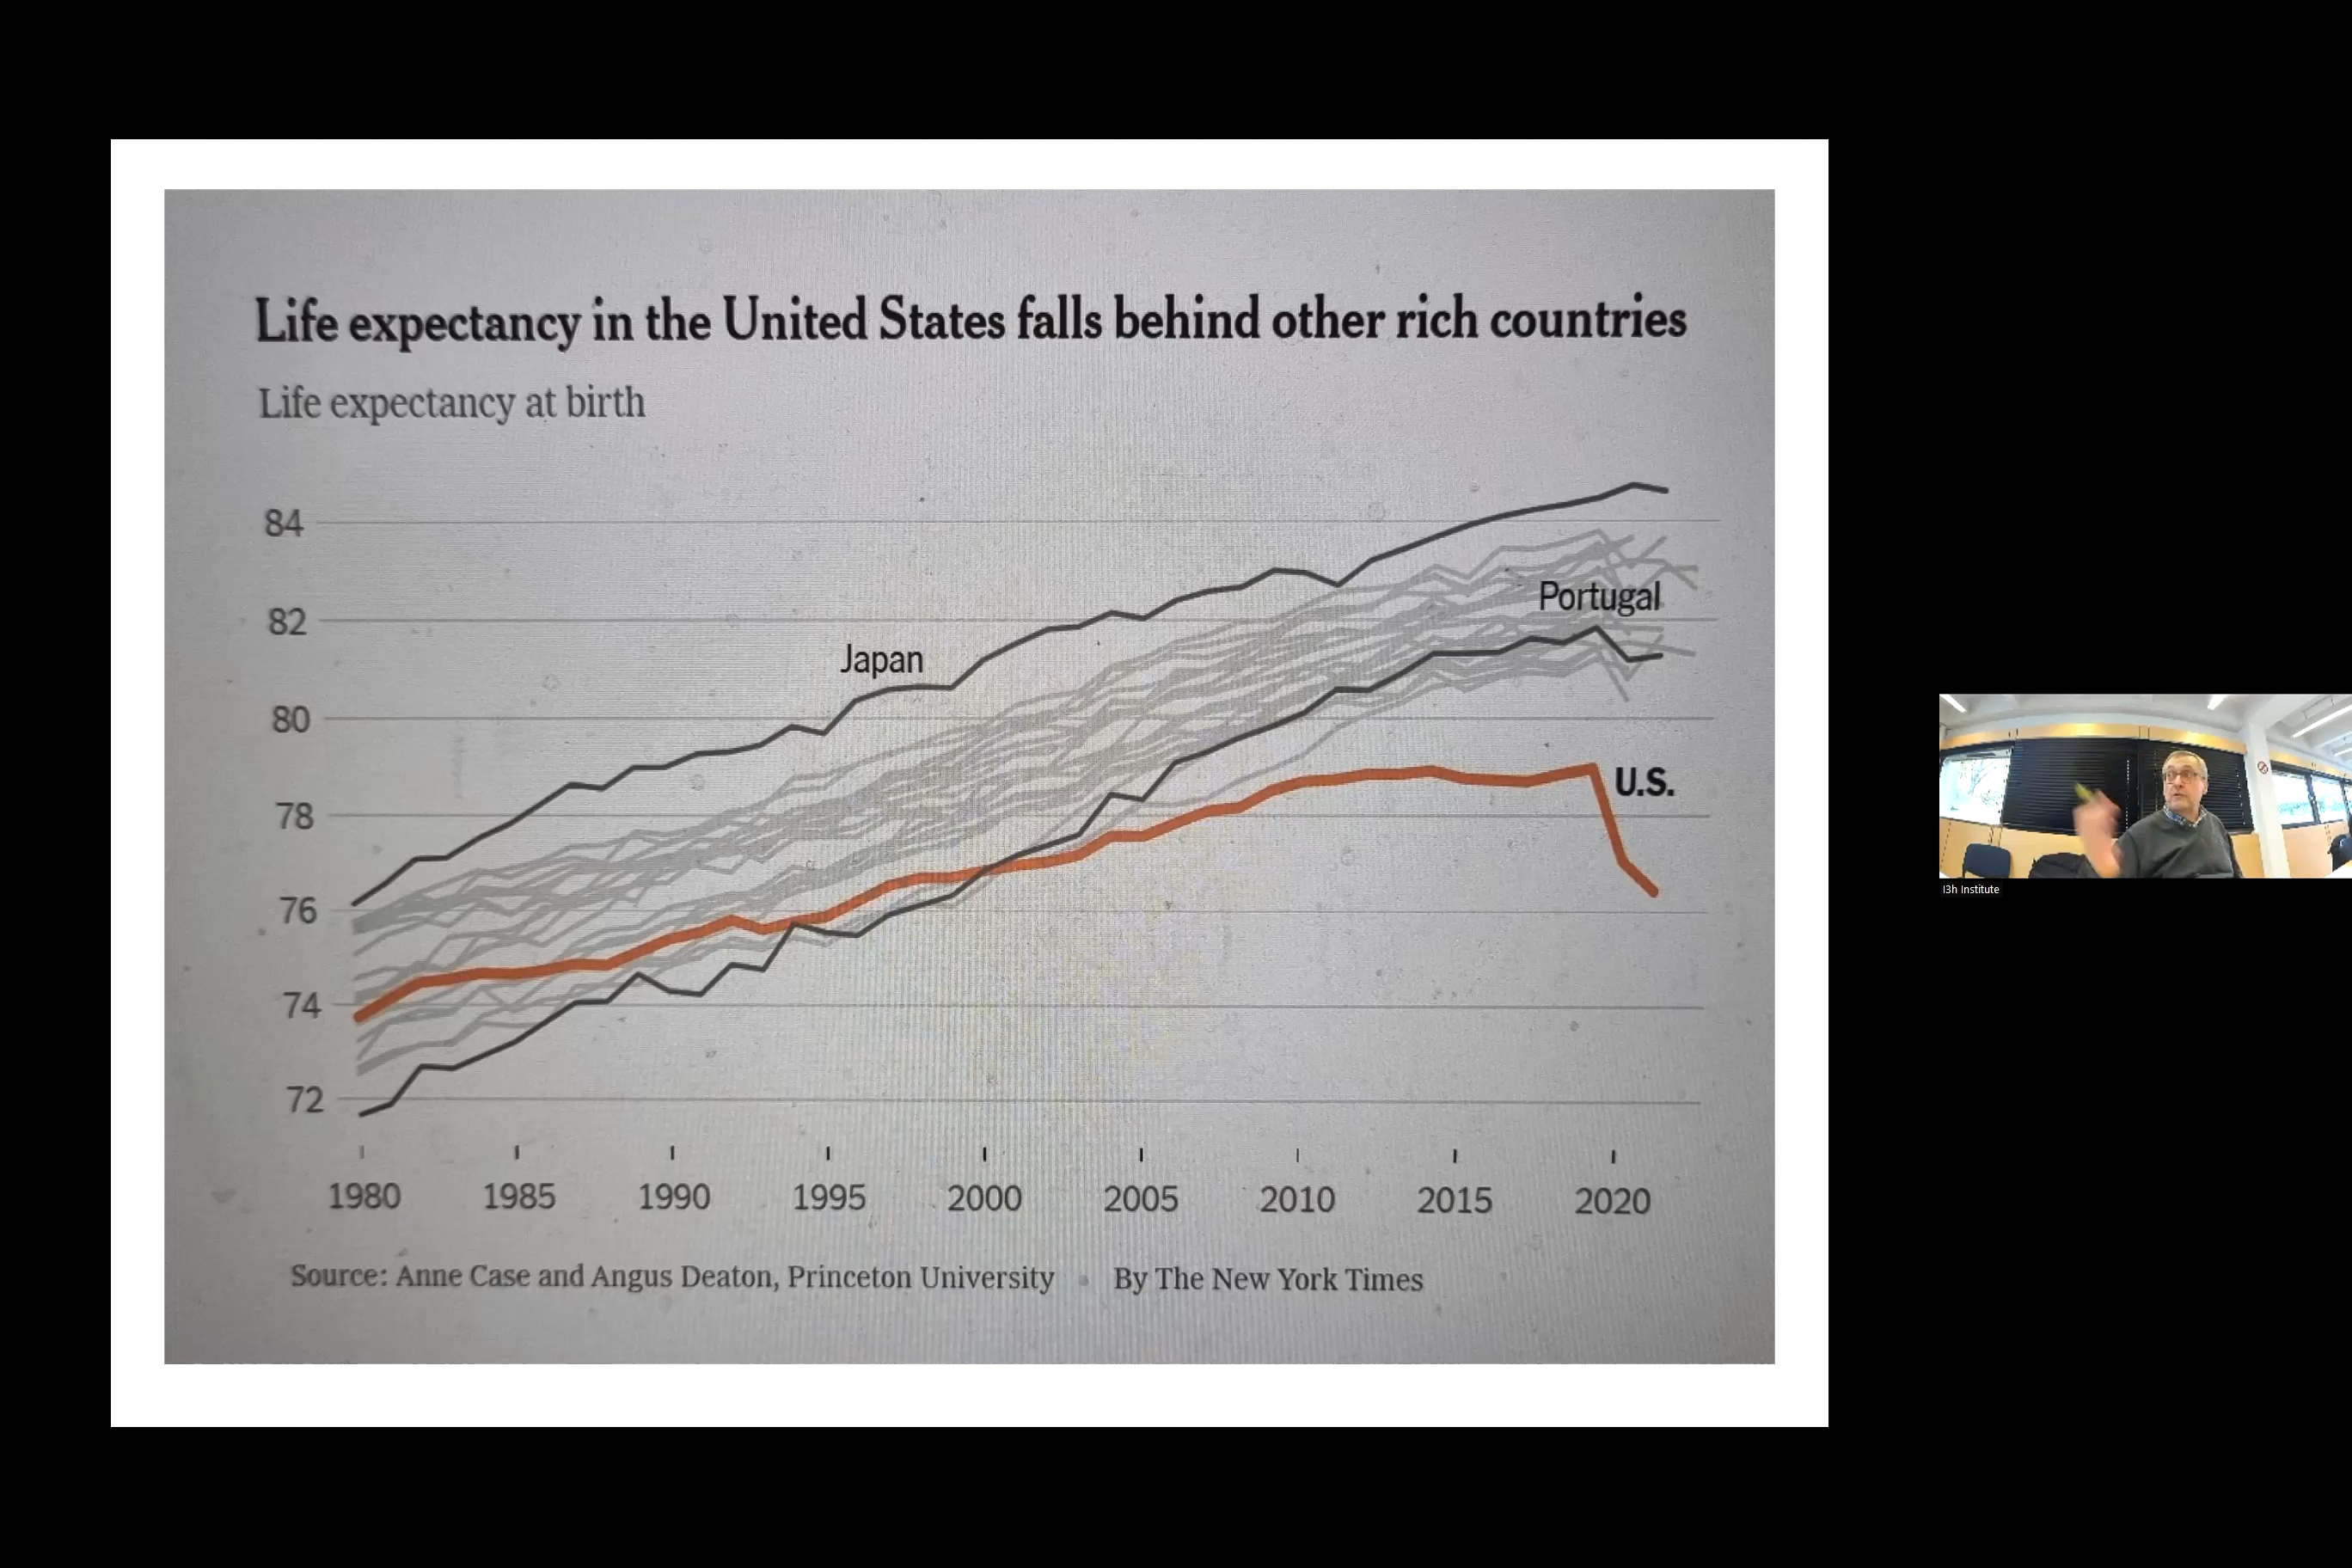 Life expectancy in the United States falls behind other rich countries
Life expectancy at birth
84
82
80
78
76
74
72
Japan
Portugal
U.S.
1980 1985 1990 1995 2000 2005 2010 2015 2020
Source: Anne Case and Angus Deaton, Princeton University • By The New York Times
I3h Institute